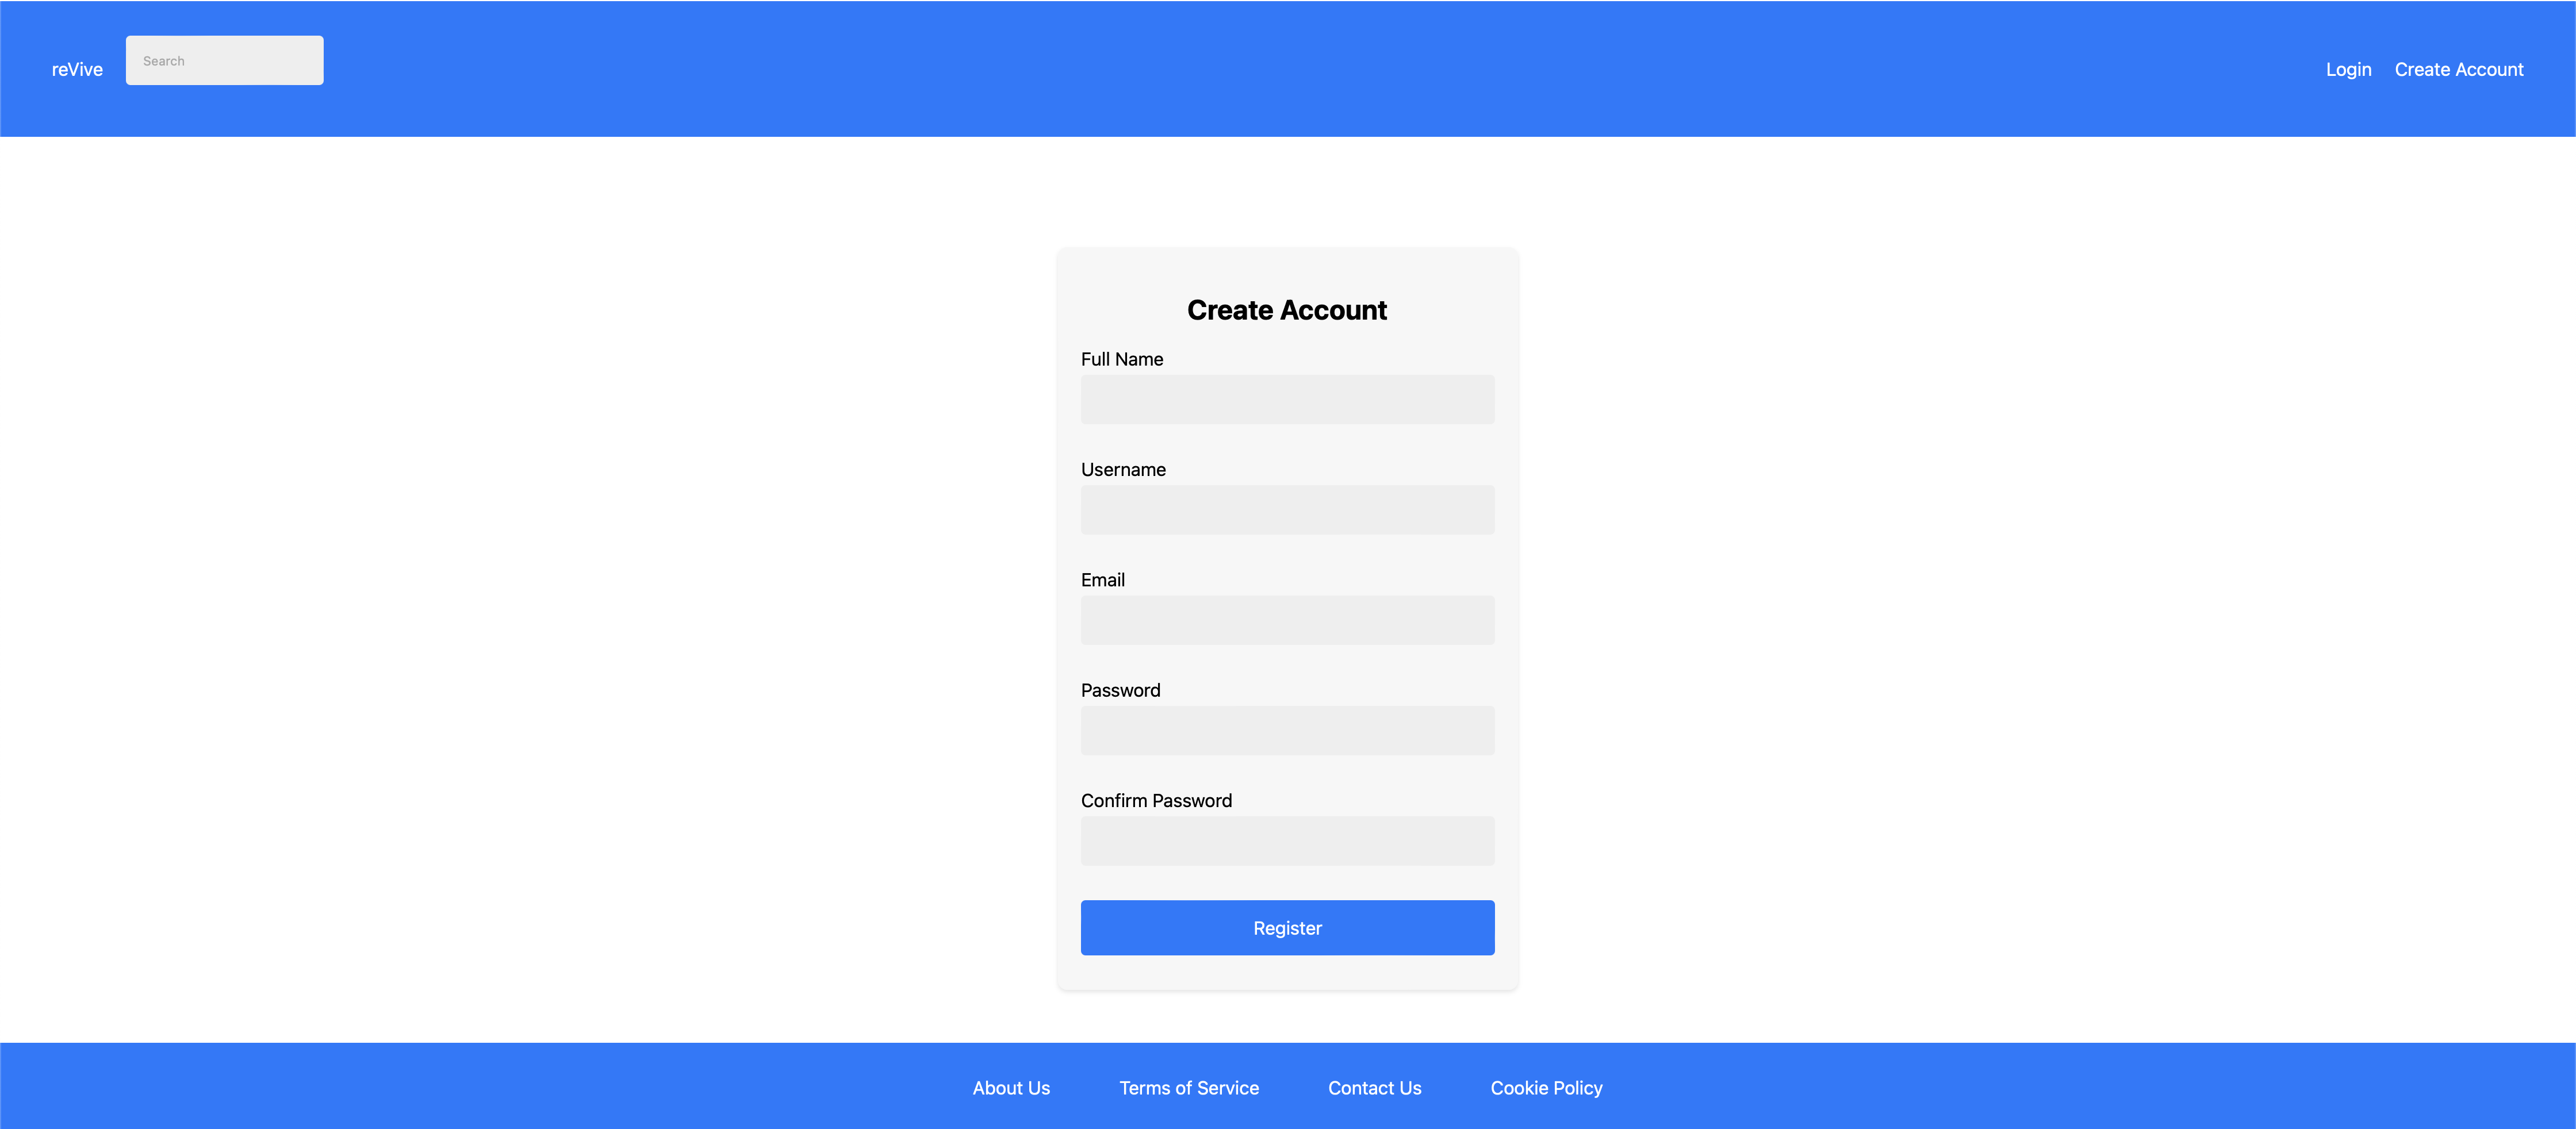 reVive
Search
Login
Create Account
Create Account
Full Name
Username
Email
Password
Confirm Password
Register
About Us
Terms of Service
Contact Us
Cookie Policy